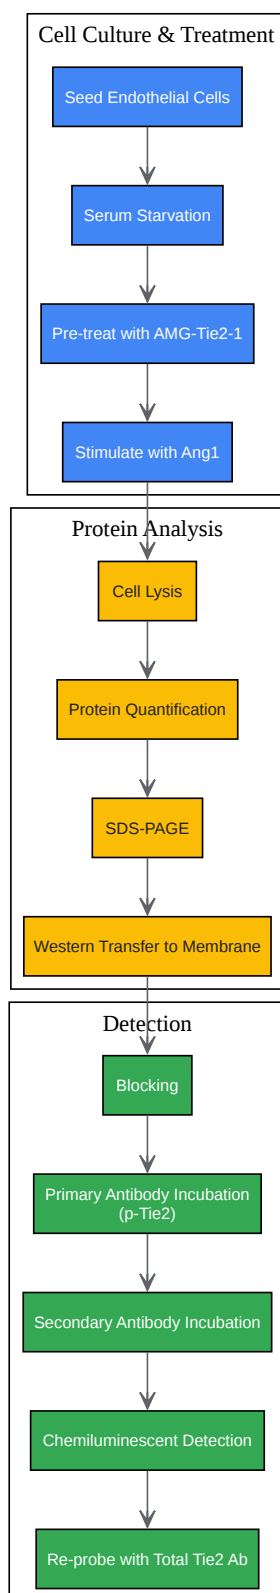 Cell Culture & Treatment
Seed Endothelial Cells
Serum Starvation
Pre-treat with AMG-Tie2-1
Stimulate with Ang1
Protein Analysis
Cell Lysis
Protein Quantification
SDS-PAGE
Western Transfer to Membrane
Detection
Blocking
Primary Antibody Incubation
(p-Tie2)
Secondary Antibody Incubation
Chemiluminescent Detection
Re-probe with Total Tie2 Ab